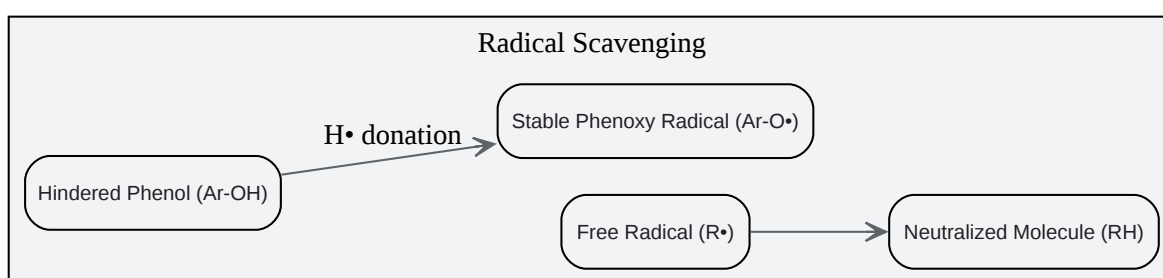 Radical Scavenging
Stable Phenoxy Radical (Ar-O•)
H• donation
Hindered Phenol (Ar-OH)
Free Radical (R•)
Neutralized Molecule (RH)